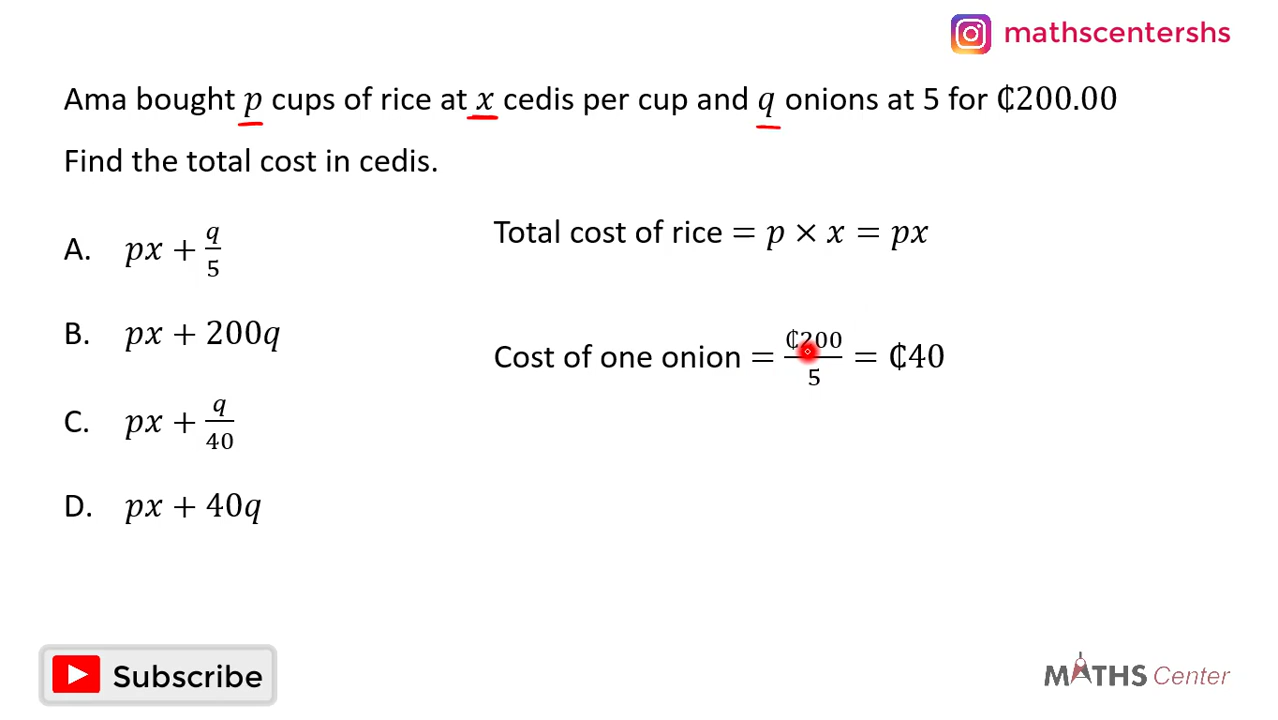 mathscentershs
Ama bought p cups of rice at x cedis per cup and q onions at 5 for ₵200.00
Find the total cost in cedis.
A. px + q/5
Total cost of rice = p × x = px
B. px + 200q
Cost of one onion = ₵200/5 = ₵40
C. px + q/40
D. px + 40q
Subscribe
MATHS Center